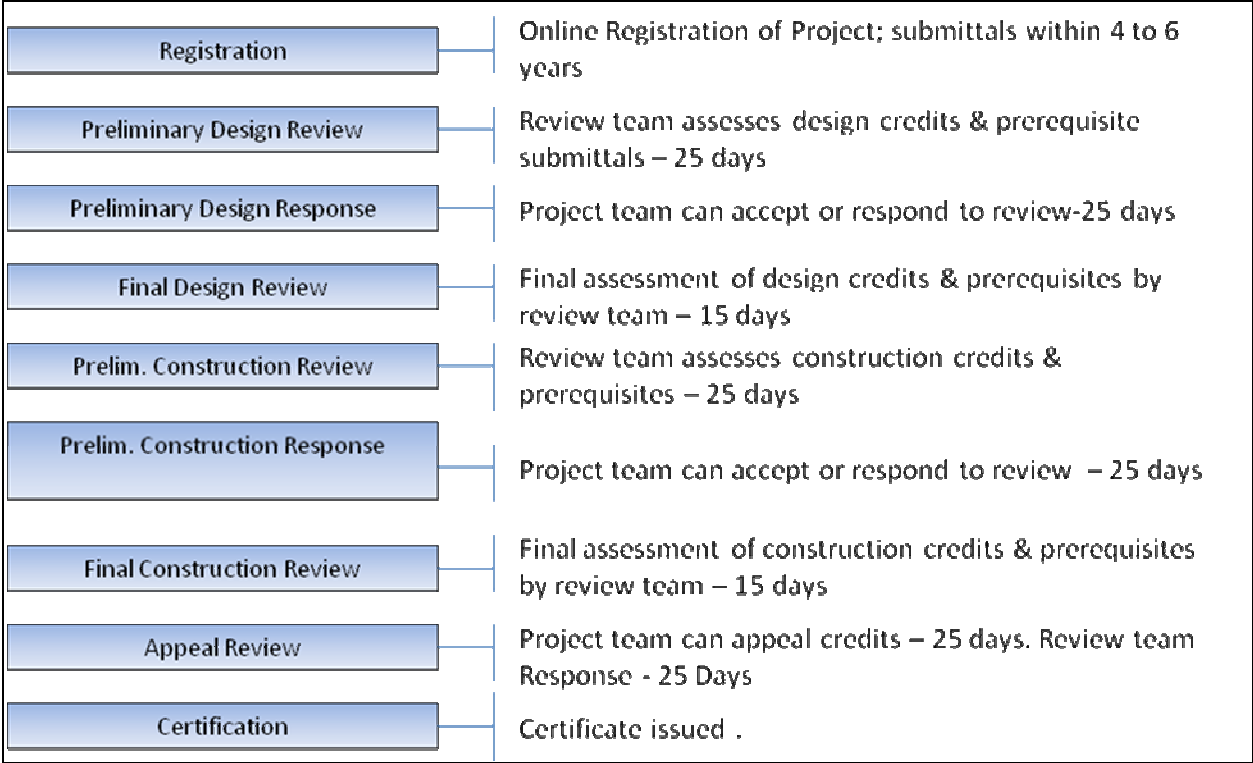 Registration
Online Registration of Project; submittals within 4 to 6
years
Preliminary Design Review
Review team assesses design credits & prerequisite
submittals – 25 days
Preliminary Design Response
Project team can accept or respond to review-25 days
Final Design Review
Final assessment of design credits & prerequisites by
review team – 15 days
Prelim. Construction Review
Review team assesses construction credits &
prerequisites – 25 days
Prelim. Construction Response
Project team can accept or respond to review – 25 days
Final Construction Review
Final assessment of construction credits & prerequisites
by review team – 15 days
Appeal Review
Project team can appeal credits – 25 days. Review team
Response - 25 Days
Certification
Certificate issued .